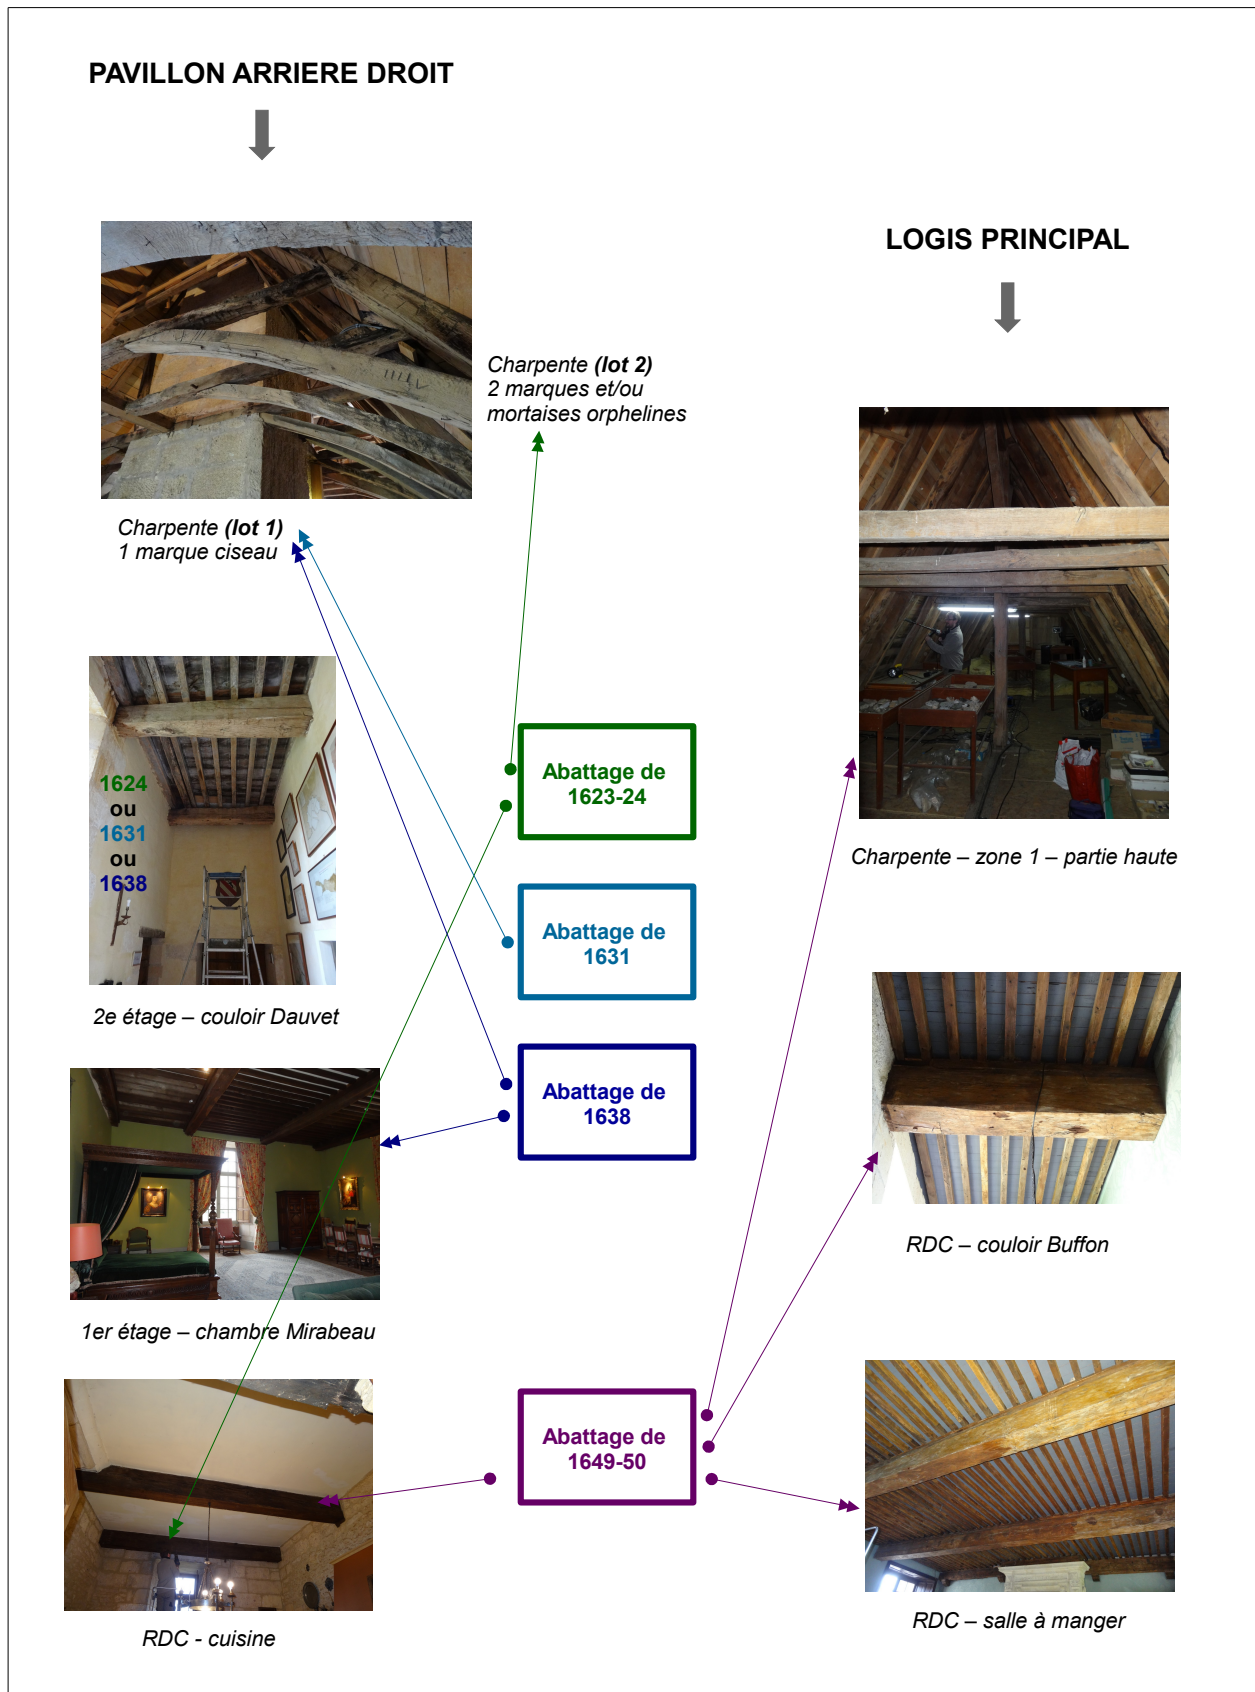 PAVILLON ARRIERE DROIT
LOGIS PRINCIPAL
Charpente (lot 2)
2 marques et/ou
mortaises orphelines
Charpente (lot 1)
1 marque ciseau
1624
ou
1631
ou
1638
2e étage – couloir Dauvet
1er étage – chambre Mirabeau
RDC - cuisine
Abattage de
1623-24
Abattage de
1631
Abattage de
1638
Abattage de
1649-50
Charpente – zone 1 – partie haute
RDC – couloir Buffon
RDC – salle à manger